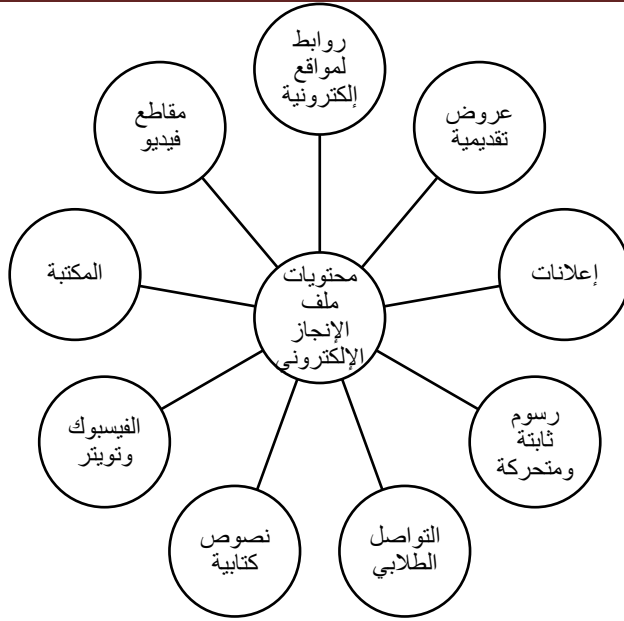 روابط
لمواقع
إلكترونية
عروض
تقديمية
إعلانات
رسوم
ثابتة
ومتحركة
التواصل
الطلابي
نصوص
كتابية
الفيسبوك
وتويتر
المكتبة
مقاطع
فيديو
محتويات
ملف
الإنجاز
الإلكتروني